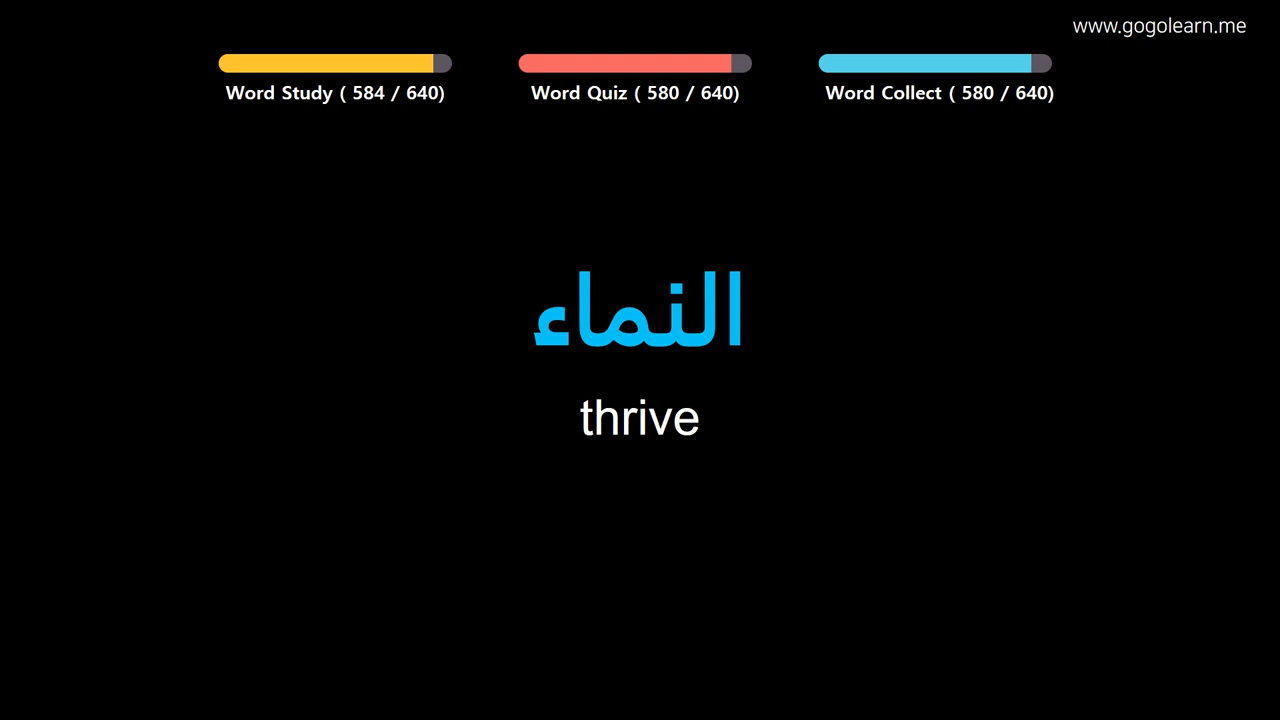 www.gogolearn.me
Word Study ( 584 / 640)
Word Quiz ( 580 / 640)
Word Collect ( 580 / 640)
النماء
thrive